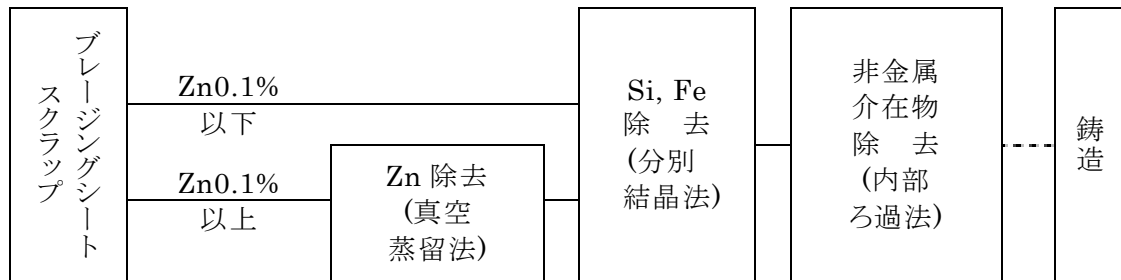 ブレージングシート
スクラップ
Zn0.1%
以下
Zn0.1%
以上
Zn 除去
(真空
蒸留法)
Si, Fe
除 去
(分別
結晶法)
非金属
介在物
除 去
(内部
ろ過法)
鋳造